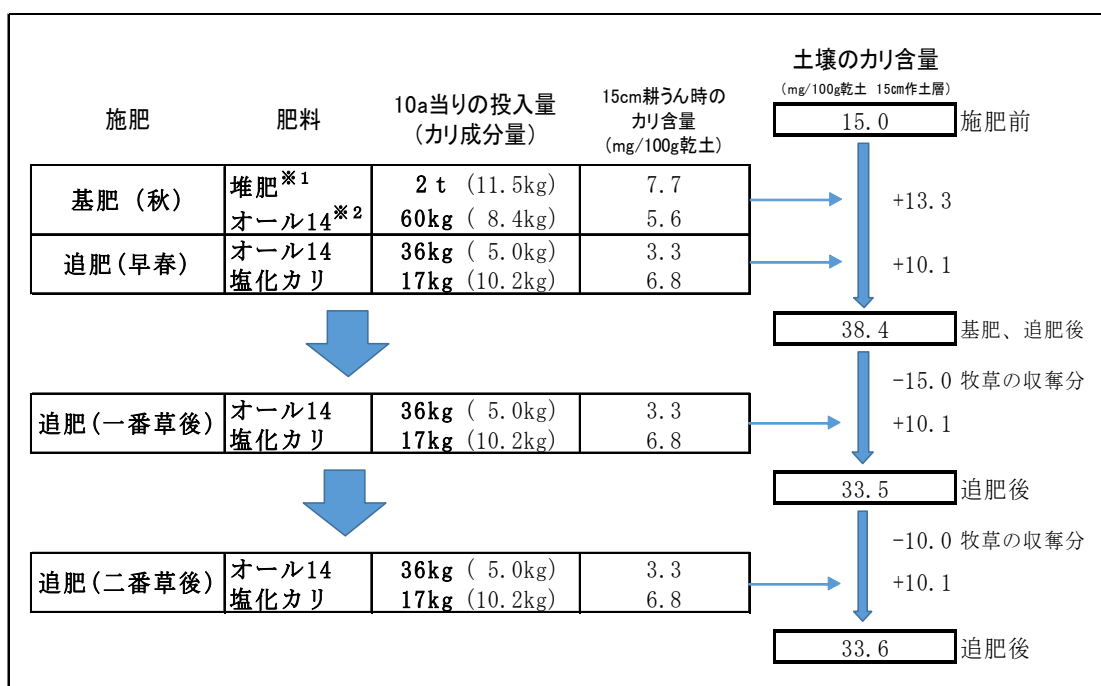 土壌のカリ含量
(mg/100g乾土 15cm作土層)
施肥 肥料 10a当りの投入量 (カリ成分量) 15cm耕うん時のカリ含量 (mg/100g乾土)
15.0 施肥前
基肥（秋） 堆肥※1 2ｔ (11.5kg) 7.7
オール14※2 60kg ( 8.4kg) 5.6
+13.3
追肥(早春) オール14 36kg ( 5.0kg) 3.3
塩化カリ 17kg (10.2kg) 6.8
+10.1
38.4 基肥、追肥後
-15.0 牧草の収奪分
追肥(一番草後) オール14 36kg ( 5.0kg) 3.3
塩化カリ 17kg (10.2kg) 6.8
+10.1
33.5 追肥後
-10.0 牧草の収奪分
追肥(二番草後) オール14 36kg ( 5.0kg) 3.3
塩化カリ 17kg (10.2kg) 6.8
+10.1
33.6 追肥後